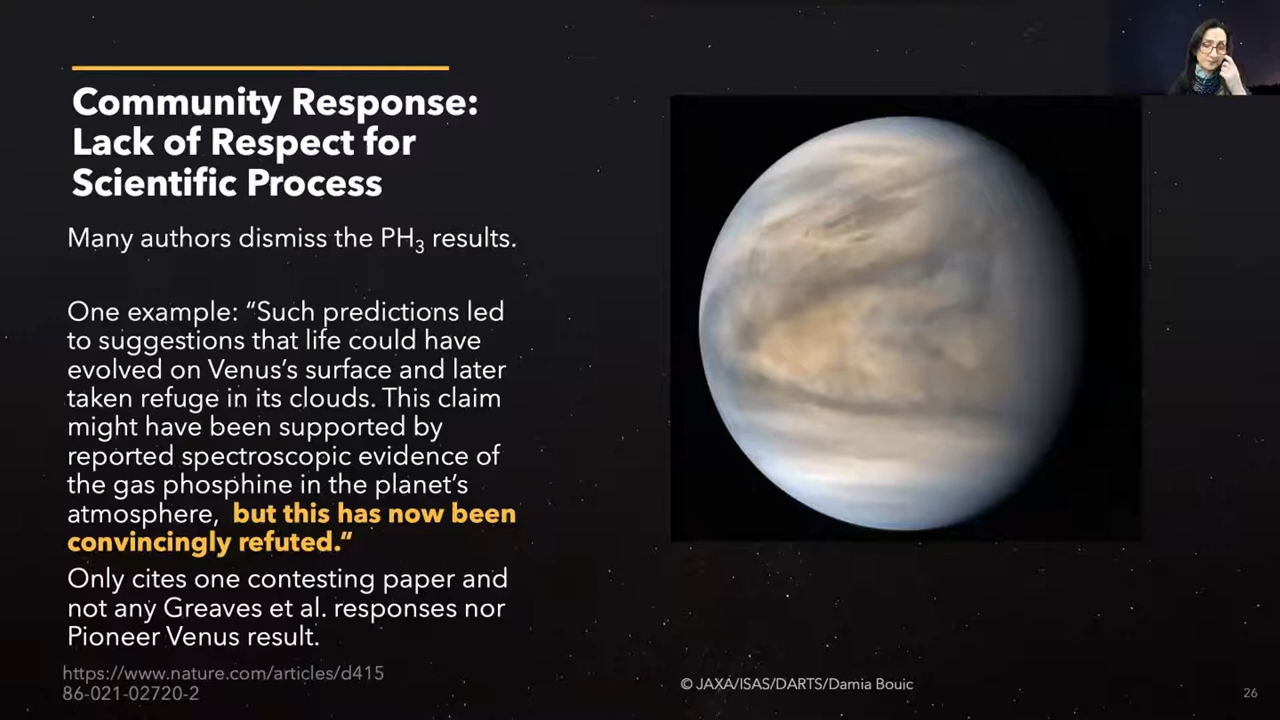 Community Response:
Lack of Respect for
Scientific Process
Many authors dismiss the PH₃ results.
One example: “Such predictions led
to suggestions that life could have
evolved on Venus’s surface and later
taken refuge in its clouds. This claim
might have been supported by
reported spectroscopic evidence of
the gas phosphine in the planet’s
atmosphere, but this has now been
convincingly refuted.“
Only cites one contesting paper and
not any Greaves et al. responses nor
Pioneer Venus result.
https://www.nature.com/articles/d415
86-021-02720-2
© JAXA/ISAS/DARTS/Damia Bouic
26